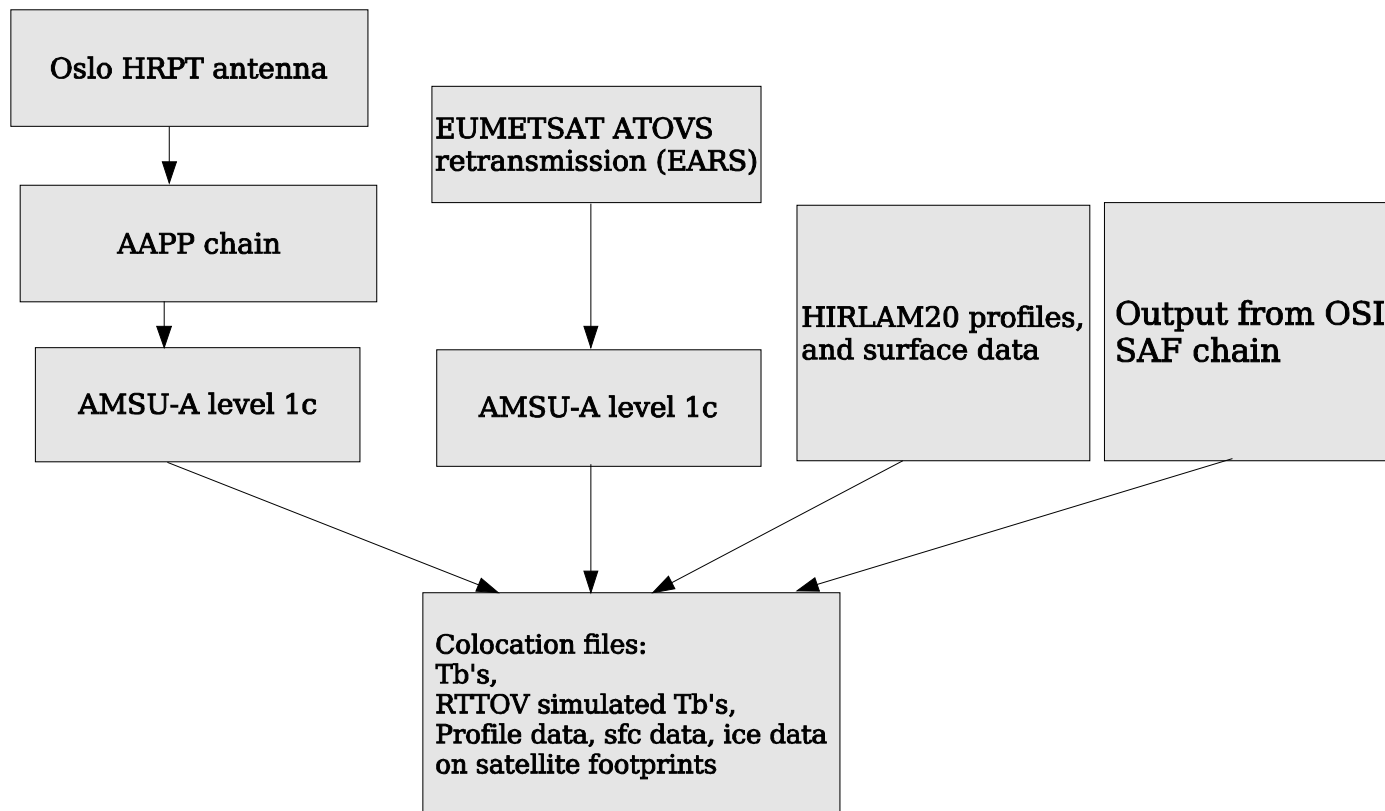 Oslo HRPT antenna
EUMETSAT ATOVS
retransmission (EARS)
AAPP chain
HIRLAM20 profiles,
and surface data
Output from OSI
SAF chain
AMSU-A level 1c
AMSU-A level 1c
Colocation files:
Tb's,
RTTOV simulated Tb's,
Profile data, sfc data, ice data
on satellite footprints